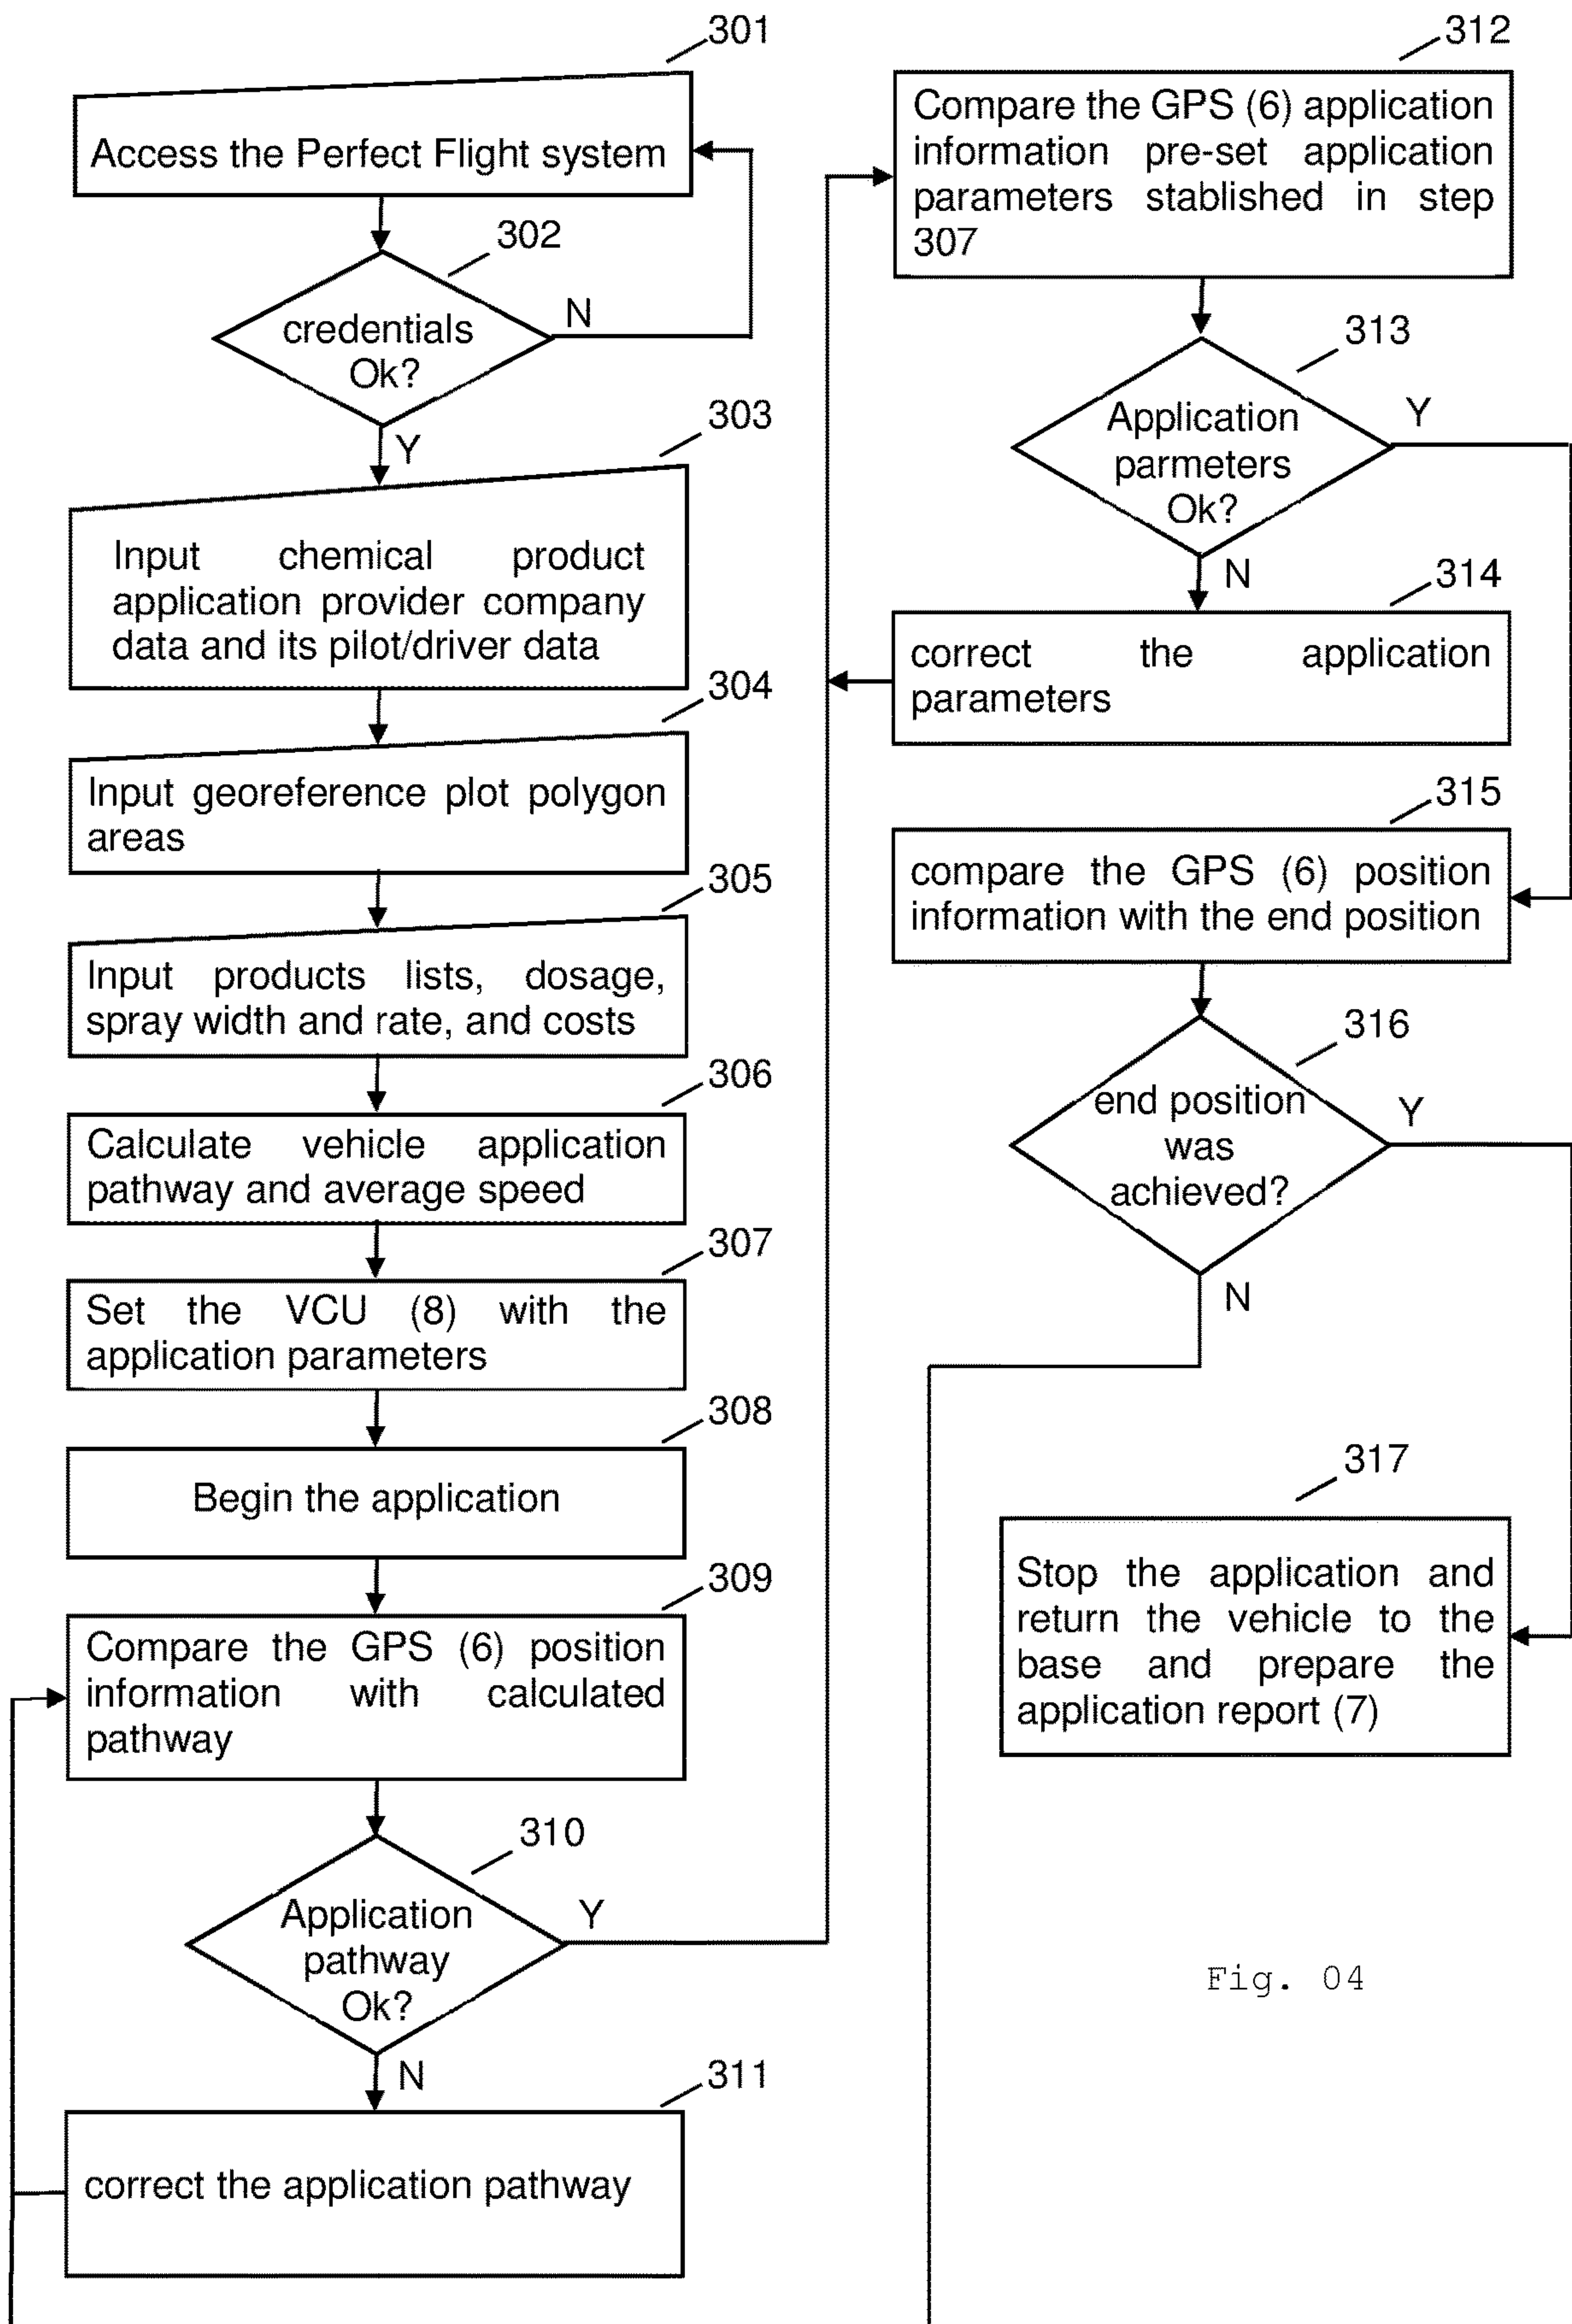 301
Access the Perfect Flight system
302
credentials
Ok?
N
Y
303
Input chemical product
application provider company
data and its pilot/driver data
304
Input georeference plot polygon
areas
305
Input products lists, dosage,
spray width and rate, and costs
306
Calculate vehicle application
pathway and average speed
307
Set the VCU (8) with the
application parameters
308
Begin the application
309
Compare the GPS (6) position
information with calculated
pathway
310
Application
pathway
Ok?
Y
N
311
correct the application pathway
312
Compare the GPS (6) application
information pre-set application
parameters stablished in step
307
313
Application
parmeters
Ok?
Y
N
314
correct the application
parameters
315
compare the GPS (6) position
information with the end position
316
end position
was
achieved?
Y
N
317
Stop the application and
return the vehicle to the
base and prepare the
application report (7)
Fig. 04